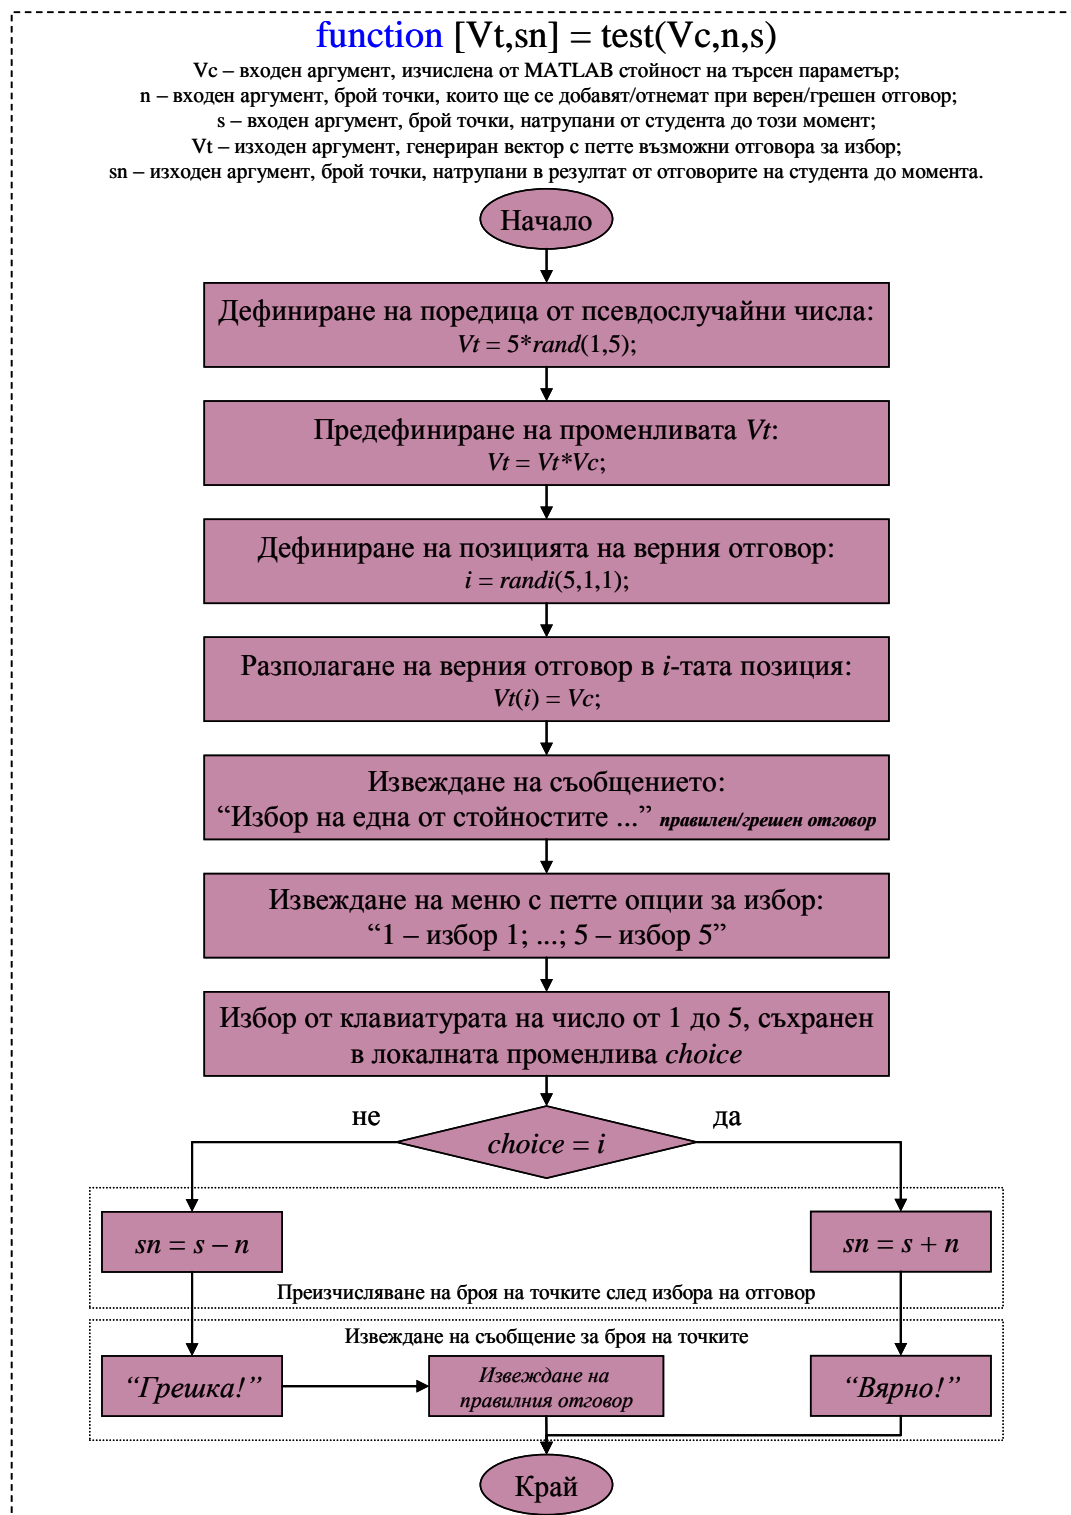 function [Vt,sn] = test(Vc,n,s)
Vc – входен аргумент, изчислена от MATLAB стойност на търсен параметър;
n – входен аргумент, брой точки, които ще се добавят/отнемат при верен/грешен отговор;
s – входен аргумент, брой точки, натрупани от студента до този момент;
Vt – изходен аргумент, генериран вектор с петте възможни отговора за избор;
sn – изходен аргумент, брой точки, натрупани в резултат от отговорите на студента до момента.
Начало
Дефиниране на поредица от псевдослучайни числа:
Vt = 5*rand(1,5);
Предефиниране на променливата Vt:
Vt = Vt*Vc;
Дефиниране на позицията на верния отговор:
i = randi(5,1,1);
Разполагане на верния отговор в i-тата позиция:
Vt(i) = Vc;
Извеждане на съобщението:
“Избор на една от стойностите ...” правилен/грешен отговор
Извеждане на меню с петте опции за избор:
“1 – избор 1; ...; 5 – избор 5”
Избор от клавиатурата на число от 1 до 5, съхранен
в локалната променлива choice
не
да
choice = i
sn = s – n
sn = s + n
Преизчисляване на броя на точките след избора на отговор
Извеждане на съобщение за броя на точките
“Грешка!”
Извеждане на
правилния отговор
“Вярно!”
Край